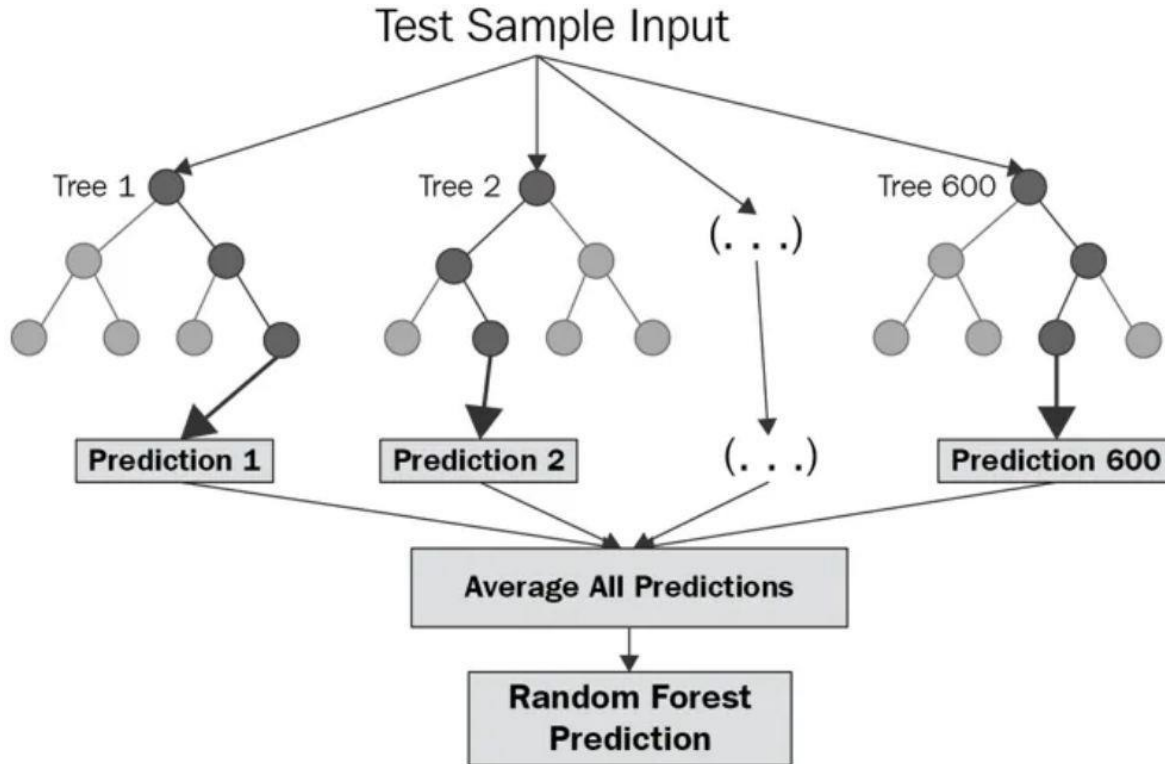 Test Sample Input
Tree 1
Tree 2
Tree 600
(. . .)
(. . .)
Prediction 1
Prediction 2
Prediction 600
Average All Predictions
Random Forest
Prediction